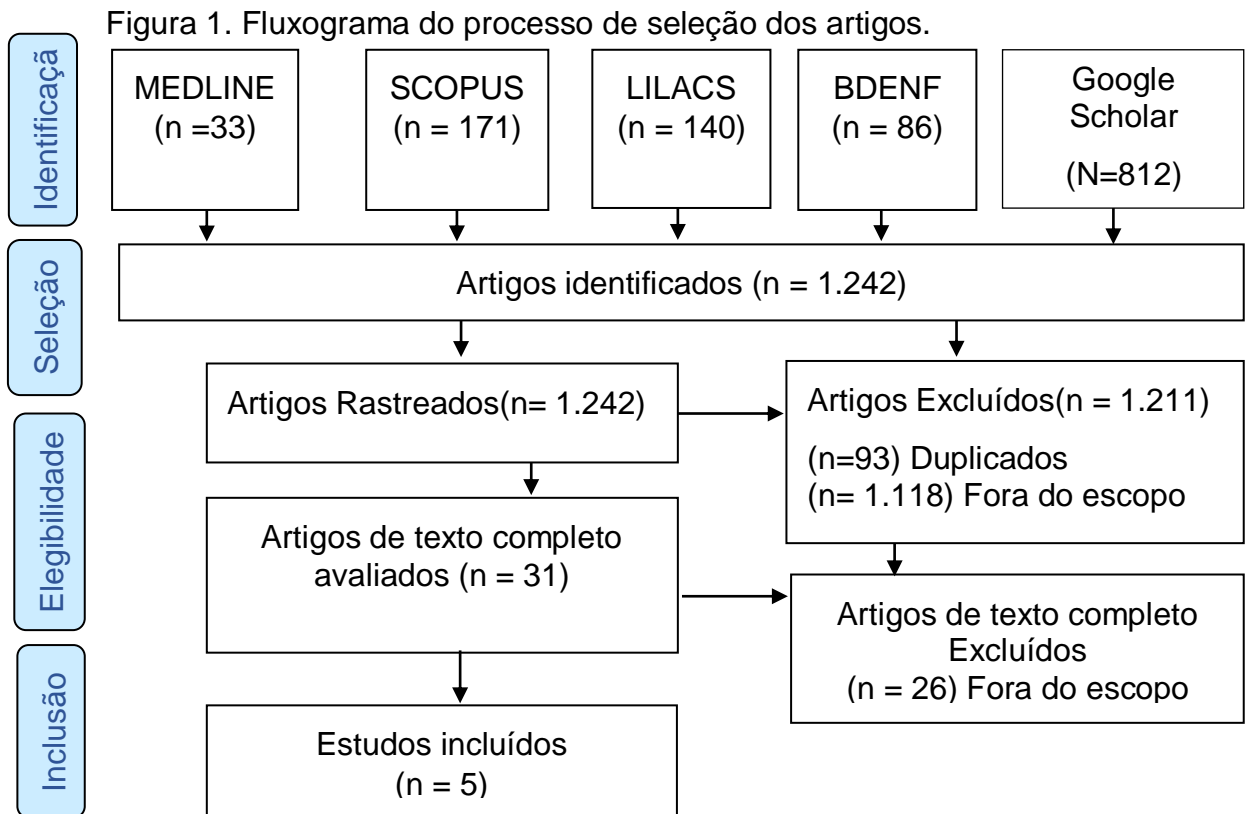 Figura 1. Fluxograma do processo de seleção dos artigos.
Identificaçã
MEDLINE
(n =33)
SCOPUS
(n = 171)
LILACS
(n = 140)
BDENF
(n = 86)
Google
Scholar
(N=812)
Seleção
Artigos identificados (n = 1.242)
Artigos Rastreados(n= 1.242)
Artigos Excluídos(n = 1.211)
(n=93) Duplicados
(n= 1.118) Fora do escopo
Elegibilidade
Artigos de texto completo
avaliados (n = 31)
Artigos de texto completo
Excluídos
(n = 26) Fora do escopo
Inclusão
Estudos incluídos
(n = 5)